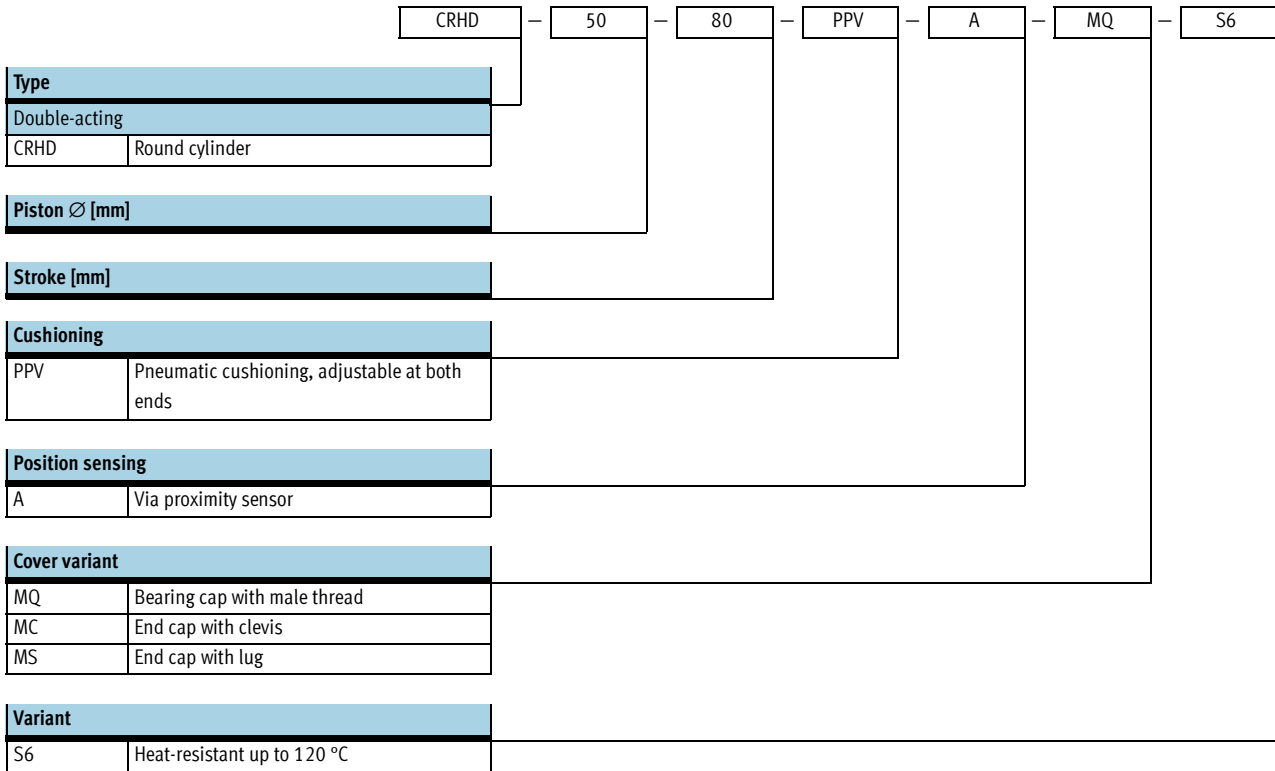 CRHD – 50 – 80 – PPV – A – MQ – S6
Type
Double-acting
CRHD Round cylinder
Piston ∅ [mm]
Stroke [mm]
Cushioning
PPV Pneumatic cushioning, adjustable at both
ends
Position sensing
A Via proximity sensor
Cover variant
MQ Bearing cap with male thread
MC End cap with clevis
MS End cap with lug
Variant
S6 Heat-resistant up to 120 °C